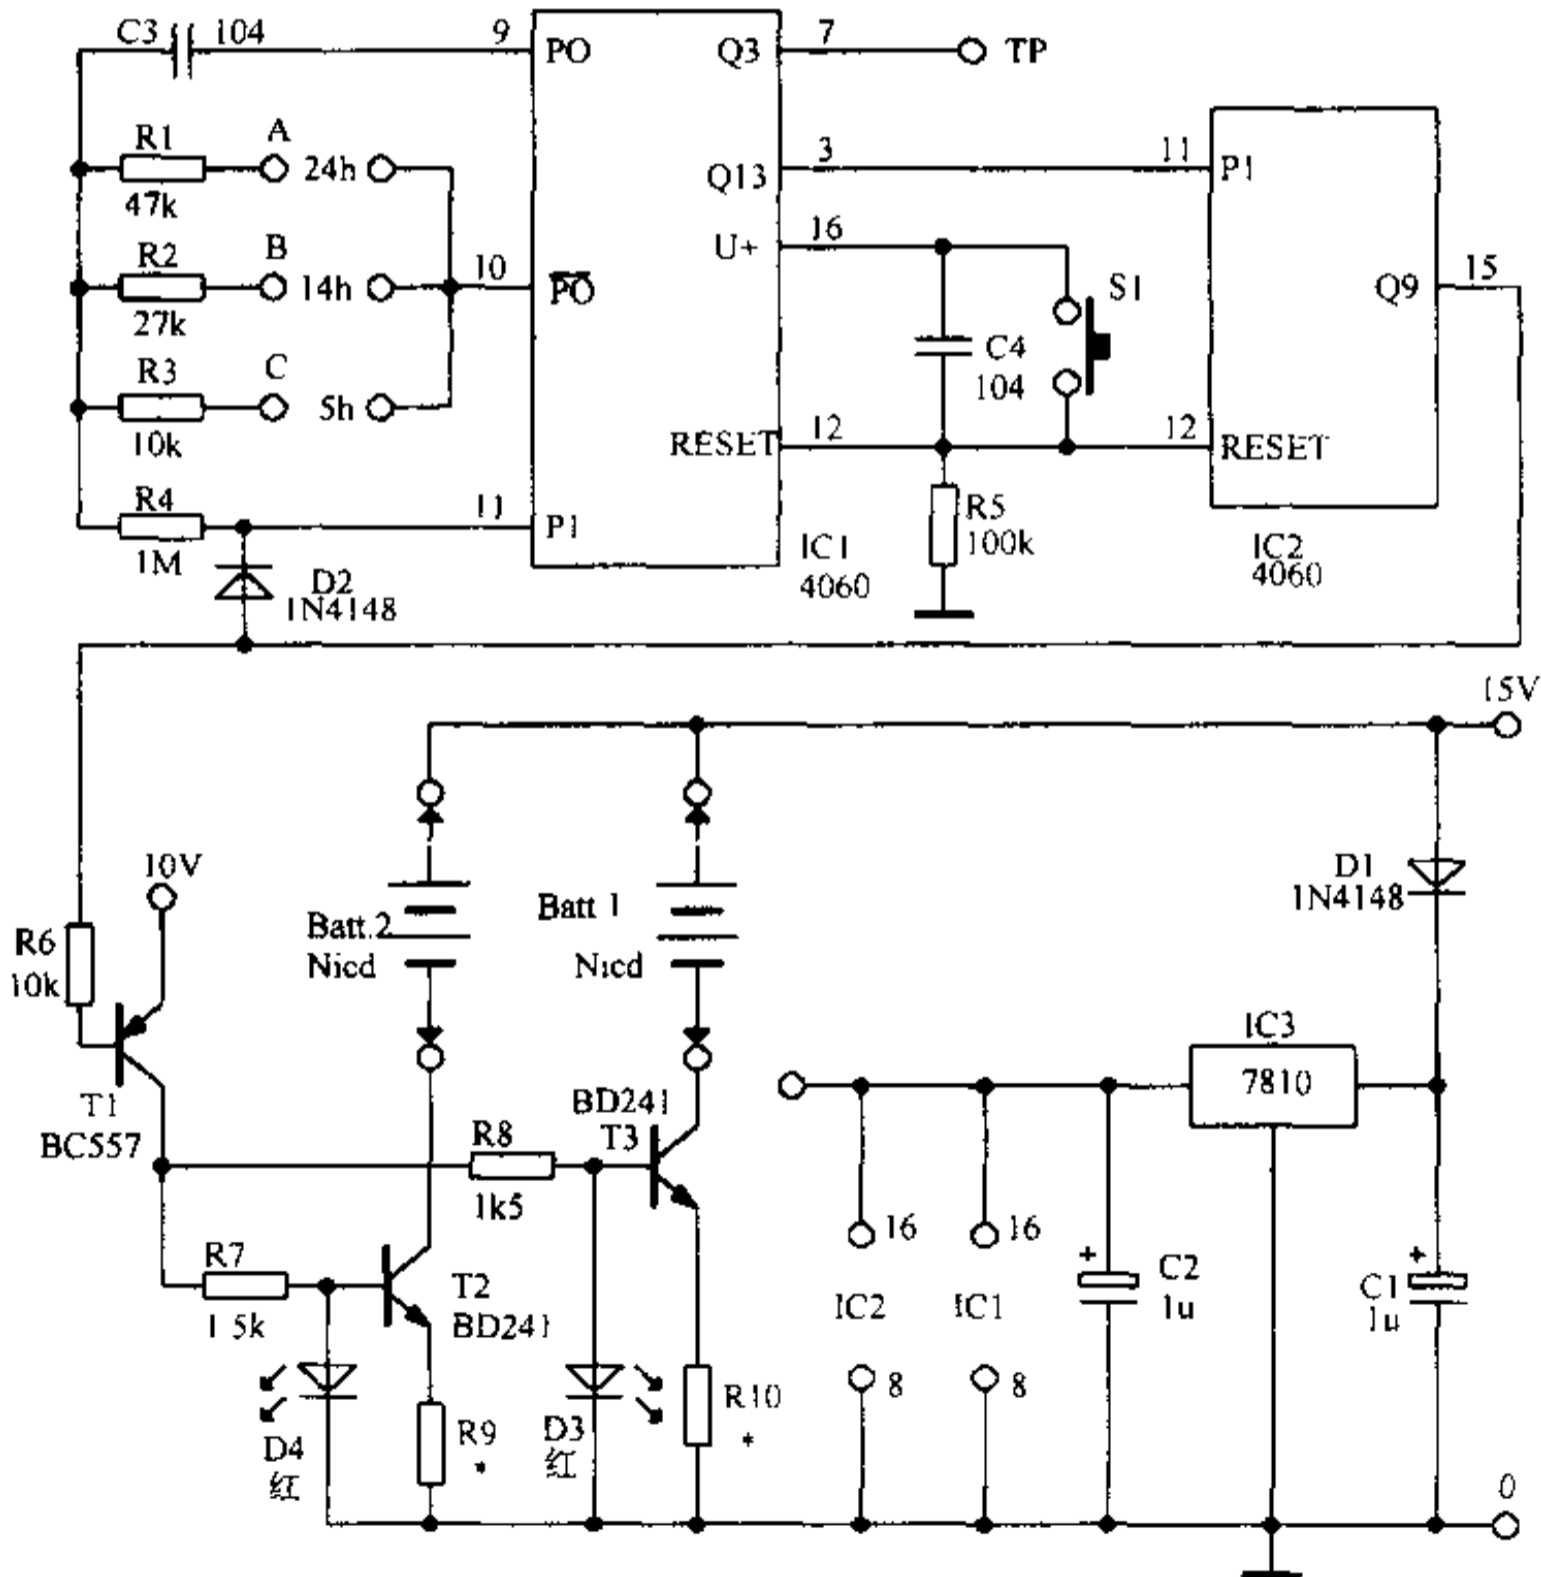 C3 104 9 PO Q3 7 TP
R1 A 24h
47k
Q13 3 11 P1
R2 B 14h 10 PO
27k
U+ 16 S1 Q9 15
R3 C 5h
10k
C4
104
RESET 12 12 RESET
R4 11 P1
1M
R5
100k
D2
1N4148
IC1
4060
IC2
4060
15V
10V
D1
1N4148
Batt.2
Nicd
Batt 1
Nicd
R6
10k
IC3
7810
T1
BC557
BD241
T3
R8
1k5
R7
1 5k
T2
BD241
16 16
IC2 IC1
8 8
C2
1u
C1
1u
D4
红
R9
*
D3
红
R10
*
0